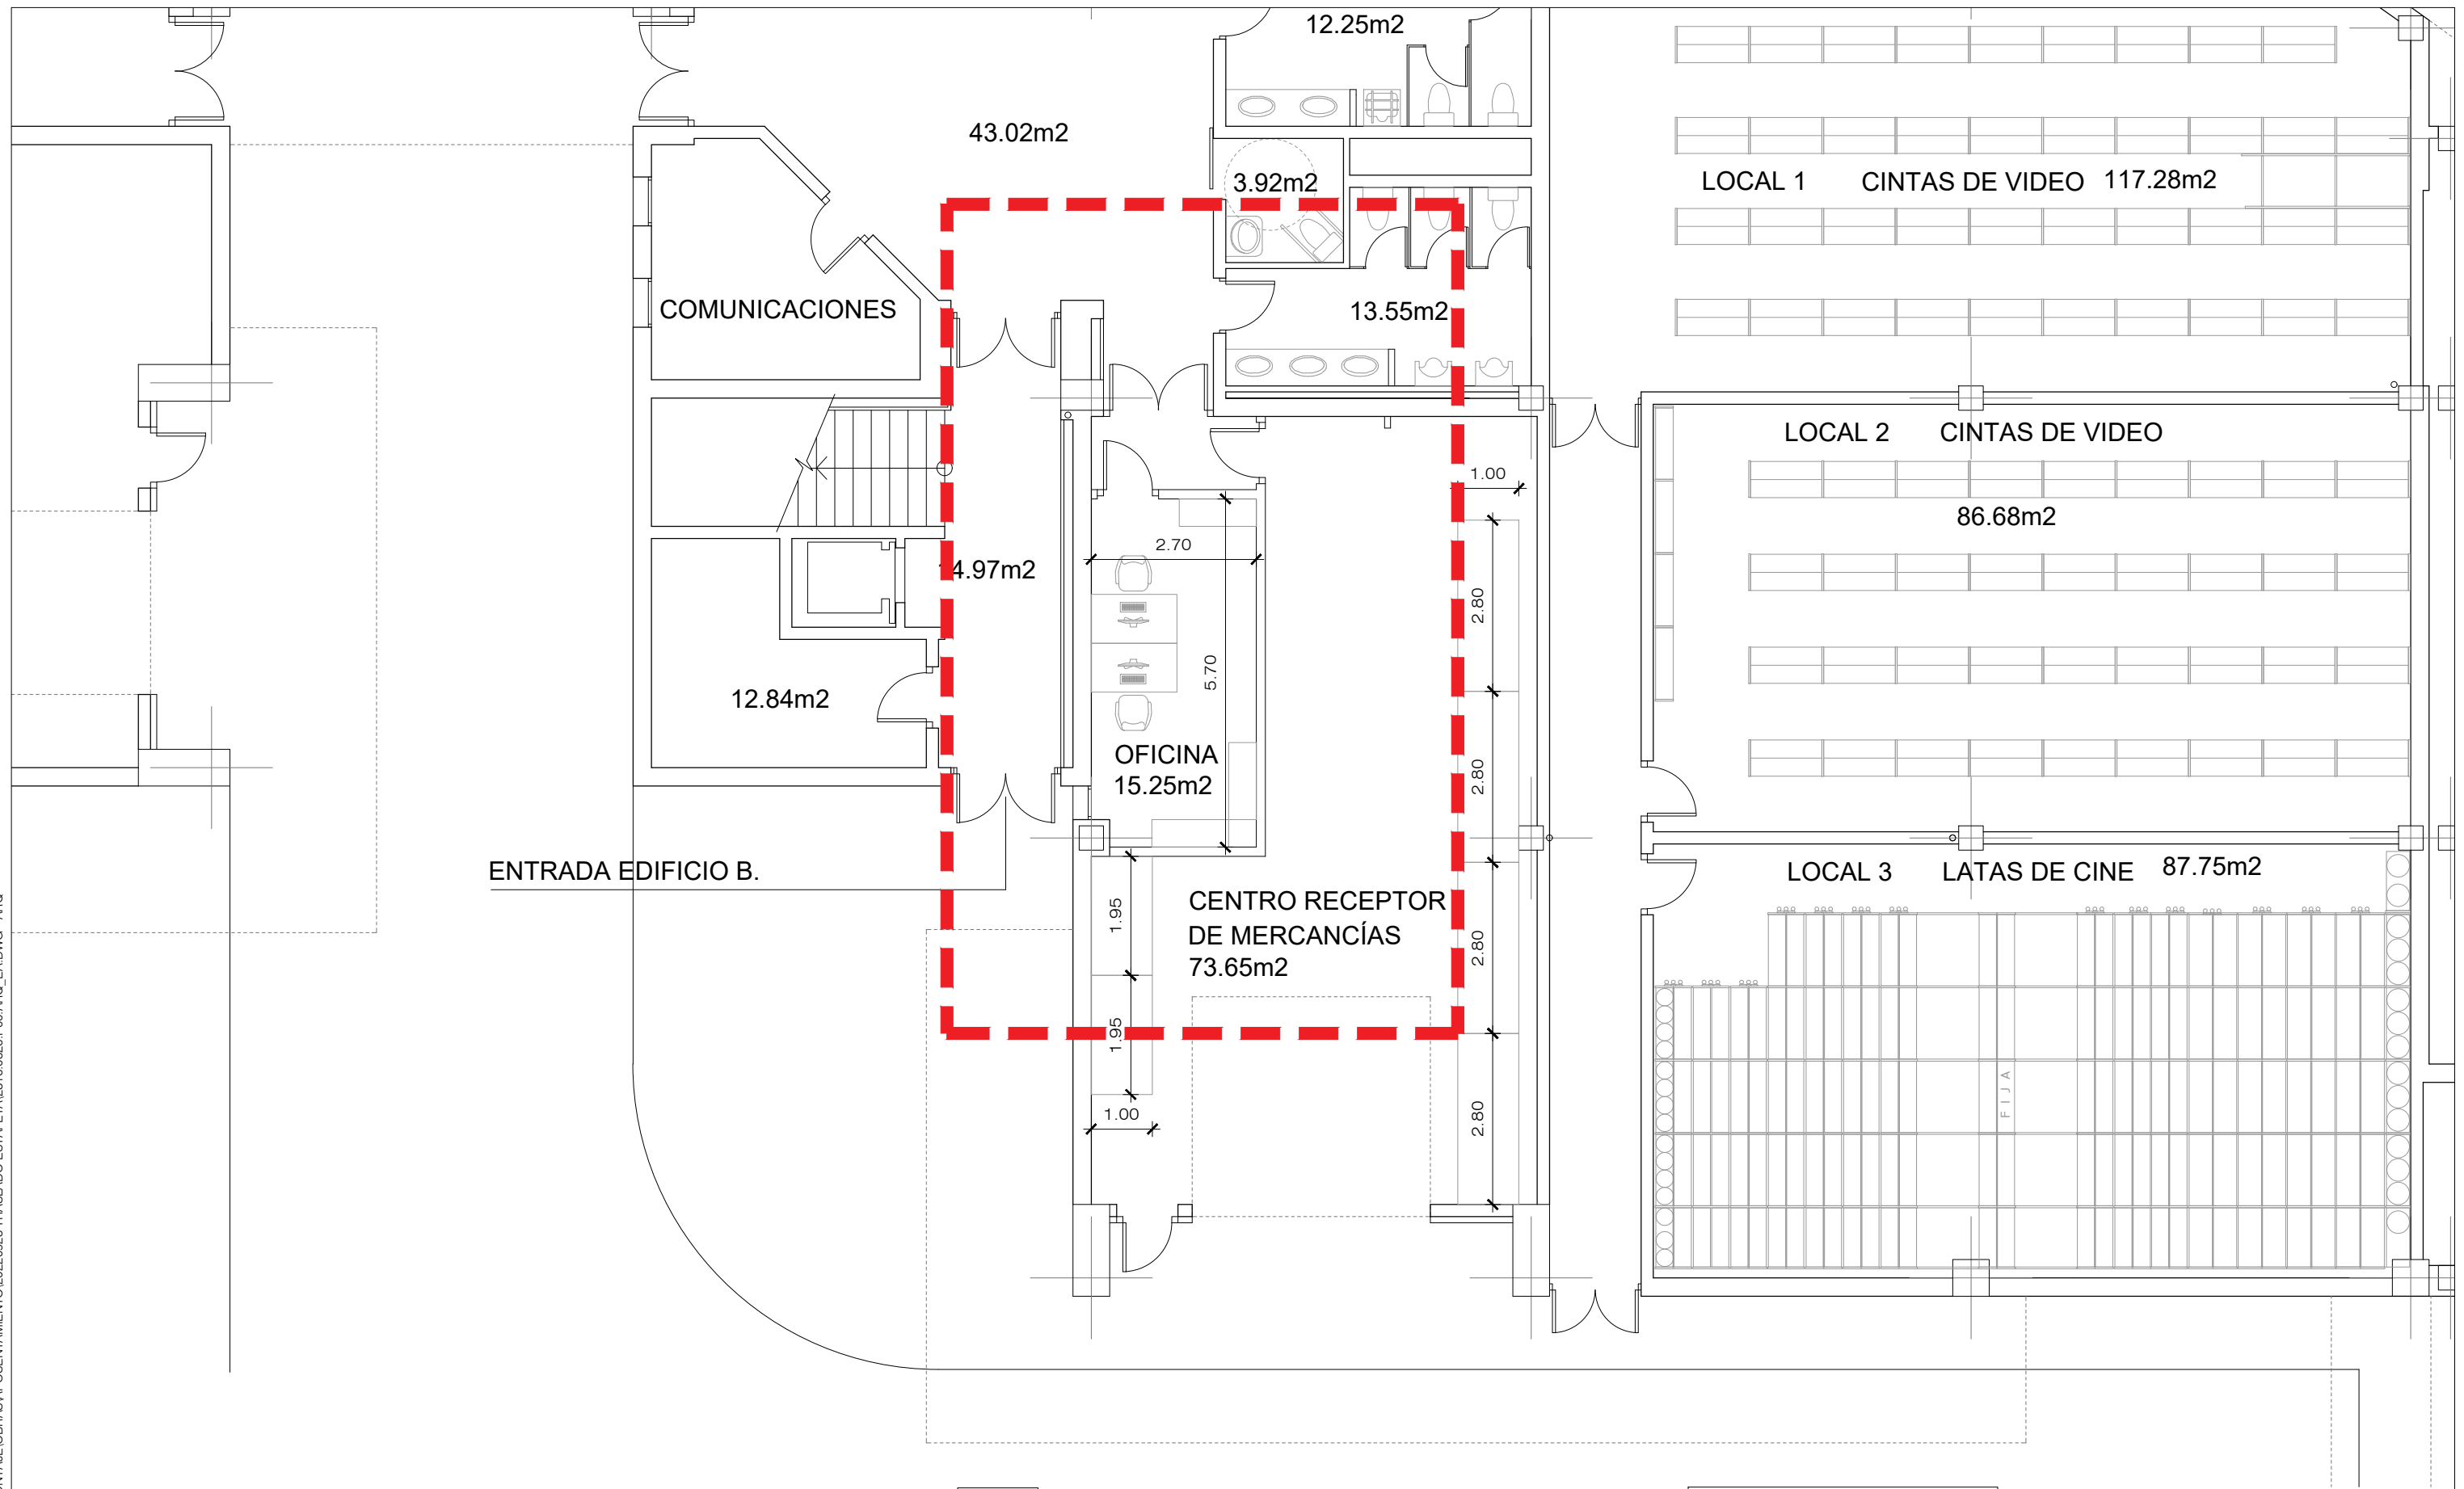 12.25m2
43.02m2
3.92m2
LOCAL 1 CINTAS DE VIDEO 117.28m2
COMUNICACIONES
13.55m2
LOCAL 2 CINTAS DE VIDEO
1.00
86.68m2
2.70
4.97m2
2.80
5.70
12.84m2
OFICINA
15.25m2
2.80
ENTRADA EDIFICIO B.
LOCAL 3 LATAS DE CINE 87.75m2
1.95
CENTRO RECEPTOR
DE MERCANCÍAS
73.65m2
2.80
1.95
FIJA
1.00
2.80